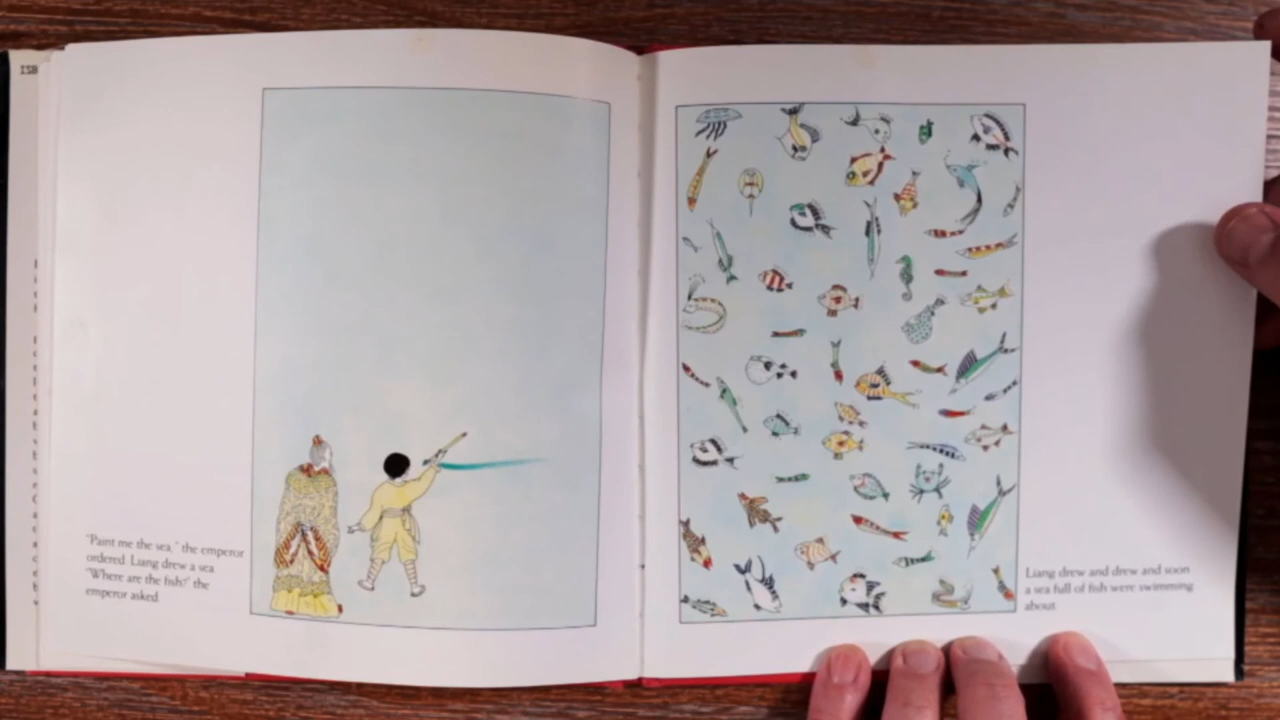 "Paint me the sea," the emperor
ordered. Liang drew a sea.
"Where are the fish?" the
emperor asked.
Liang drew and drew and soon
a sea full of fish were swimming
about.